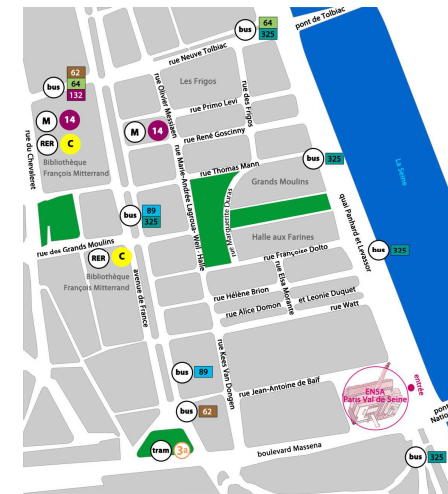 64
bus 325
pont de Tolbiac
rue Neuve Tolbiac
62
bus 64
132
Les Frigos
rue Olivier Messiaen
rue des Frigos
rue Primo Levi
M 14
M 14
rue René Goscinny
RER C
Bibliothèque
François Mitterrand
rue du Chevaleret
rue Thomas Mann
bus 325
La Seine
Grands Moulins
rue Marie-Andrée Lagroua- Weill- Halle
rue Marguerite Duras
bus 89
325
quai Panhard et Levassor
Halle aux Farines
rue des Grands Moulins
rue Françoise Dolto
bus 325
RER C
Bibliothèque
François Mitterrand
avenue de France
rue Elsa Morante
rue Hélène Brion
et Leonie Duquet
rue Alice Domon
rue Watt
rue Kees Van Dongen
bus 89
rue Jean-Antoine de Baïf
ENSA
Paris Val de Seine
entrée
bus 62
pont
Natio
tram 3a
boulevard Massena
bus 325